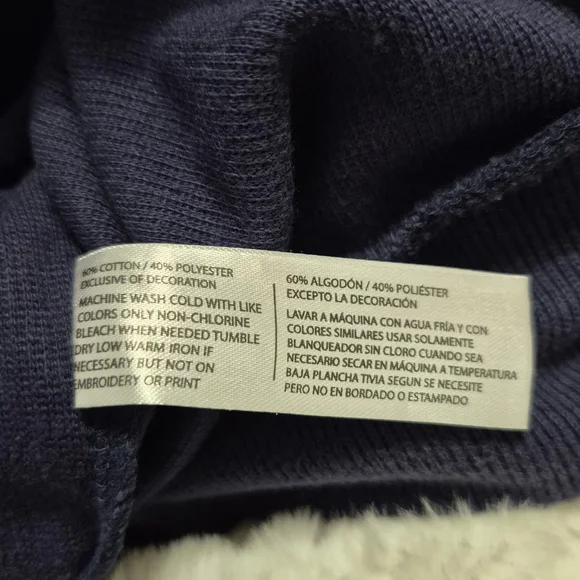 60% COTTON / 40% POLYESTER
EXCLUSIVE OF DECORATION
MACHINE WASH COLD WITH LIKE
COLORS ONLY NON-CHLORINE
BLEACH WHEN NEEDED TUMBLE
DRY LOW WARM IRON IF
NECESSARY BUT NOT ON
EMBROIDERY OR PRINT
60% ALGODÓN / 40% POLIÉSTER
EXCEPTO LA DECORACIÓN
LAVAR A MÁQUINA CON AGUA FRÍA Y CON
COLORES SIMILARES USAR SOLAMENTE
BLANQUEADOR SIN CLORO CUANDO SEA
NECESARIO SECAR EN MÁQUINA A TEMPERATURA
BAJA PLANCHA TIVIA SEGUN SE NECESITE
PERO NO EN BORDADO O ESTAMPADO